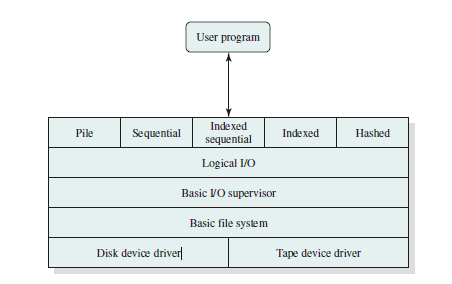 User program
Pile
Sequential
Indexed
sequential
Indexed
Hashed
Logical I/O
Basic I/O supervisor
Basic file system
Disk device driver
Tape device driver